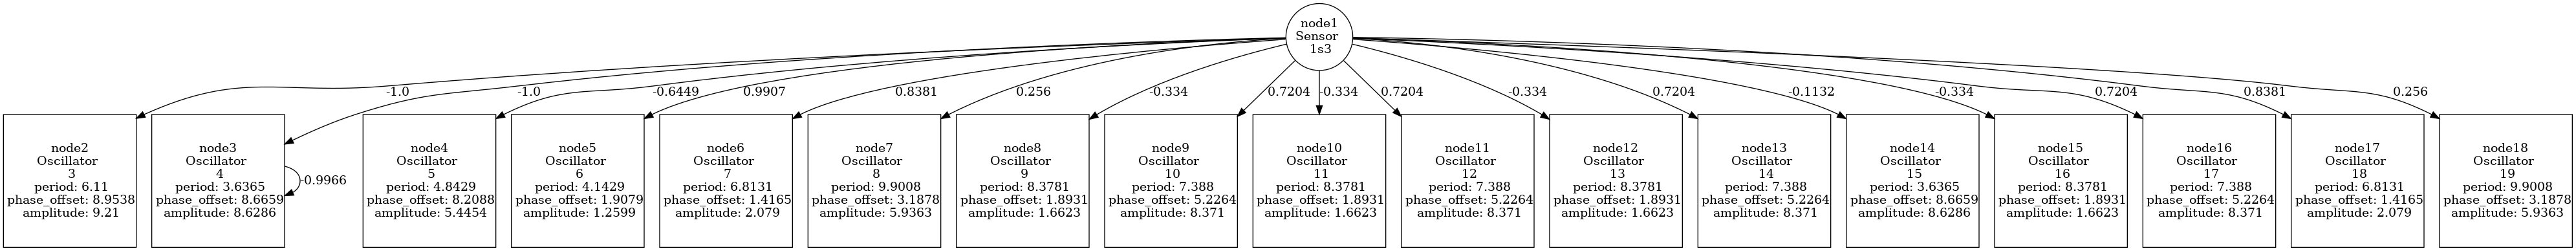 node1
Sensor
1s3
-1.0
-1.0
-0.6449
0.9907
0.8381
0.256
-0.334
0.7204
-0.334
0.7204
-0.334
0.7204
-0.1132
-0.334
0.7204
0.8381
0.256
node2
Oscillator
3
period: 6.11
phase_offset: 8.9538
amplitude: 9.21
node3
Oscillator
4
period: 3.6365
phase_offset: 8.6659
amplitude: 8.6286
-0.9966
node4
Oscillator
5
period: 4.8429
phase_offset: 8.2088
amplitude: 5.4454
node5
Oscillator
6
period: 4.1429
phase_offset: 1.9079
amplitude: 1.2599
node6
Oscillator
7
period: 6.8131
phase_offset: 1.4165
amplitude: 2.079
node7
Oscillator
8
period: 9.9008
phase_offset: 3.1878
amplitude: 5.9363
node8
Oscillator
9
period: 8.3781
phase_offset: 1.8931
amplitude: 1.6623
node9
Oscillator
10
period: 7.388
phase_offset: 5.2264
amplitude: 8.371
node10
Oscillator
11
period: 8.3781
phase_offset: 1.8931
amplitude: 1.6623
node11
Oscillator
12
period: 7.388
phase_offset: 5.2264
amplitude: 8.371
node12
Oscillator
13
period: 8.3781
phase_offset: 1.8931
amplitude: 1.6623
node13
Oscillator
14
period: 7.388
phase_offset: 5.2264
amplitude: 8.371
node14
Oscillator
15
period: 3.6365
phase_offset: 8.6659
amplitude: 8.6286
node15
Oscillator
16
period: 8.3781
phase_offset: 1.8931
amplitude: 1.6623
node16
Oscillator
17
period: 7.388
phase_offset: 5.2264
amplitude: 8.371
node17
Oscillator
18
period: 6.8131
phase_offset: 1.4165
amplitude: 2.079
node18
Oscillator
19
period: 9.9008
phase_offset: 3.1878
amplitude: 5.9363